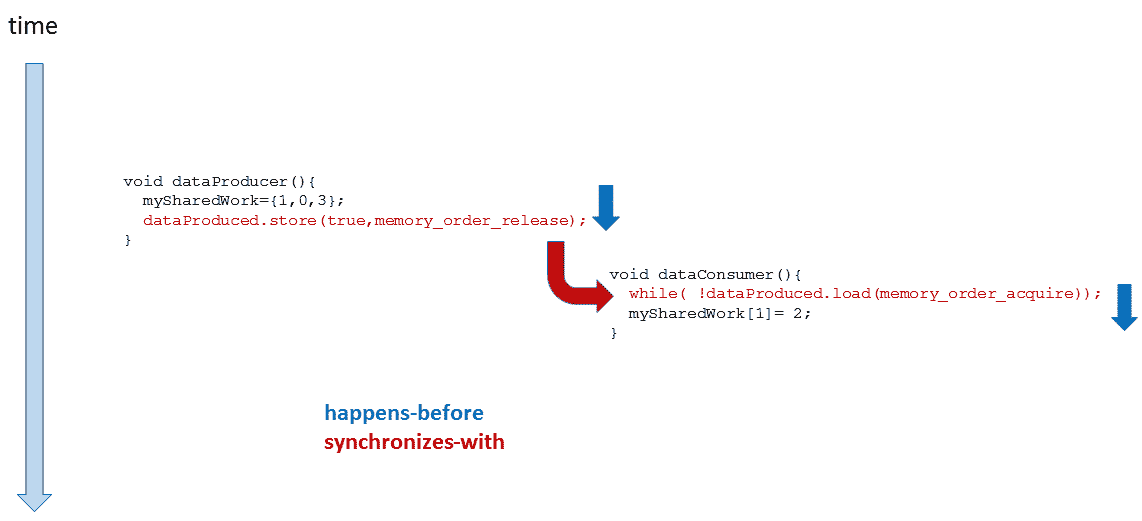 time
void dataProducer(){
  mySharedWork={1,0,3};
  dataProduced.store(true,memory_order_release);
}
void dataConsumer(){
  while( !dataProduced.load(memory_order_acquire));
  mySharedWork[1]= 2;
}
happens-before
synchronizes-with